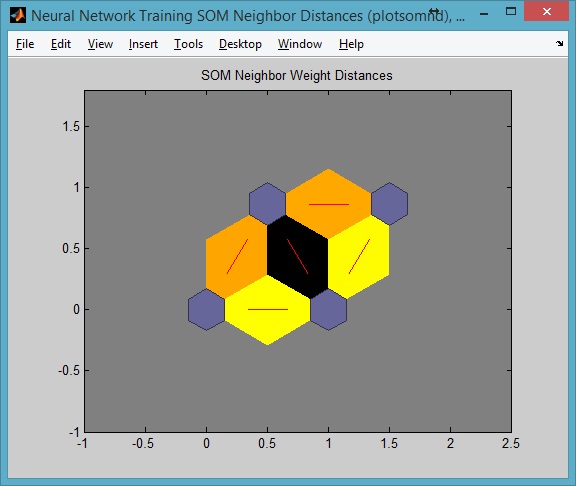 Neural Network Training SOM Neighbor Distances (plotsomnd), ...
File Edit View Insert Tools Desktop Window Help
SOM Neighbor Weight Distances
1.5
1
0.5
0
-0.5
-1
-1 -0.5 0 0.5 1 1.5 2 2.5